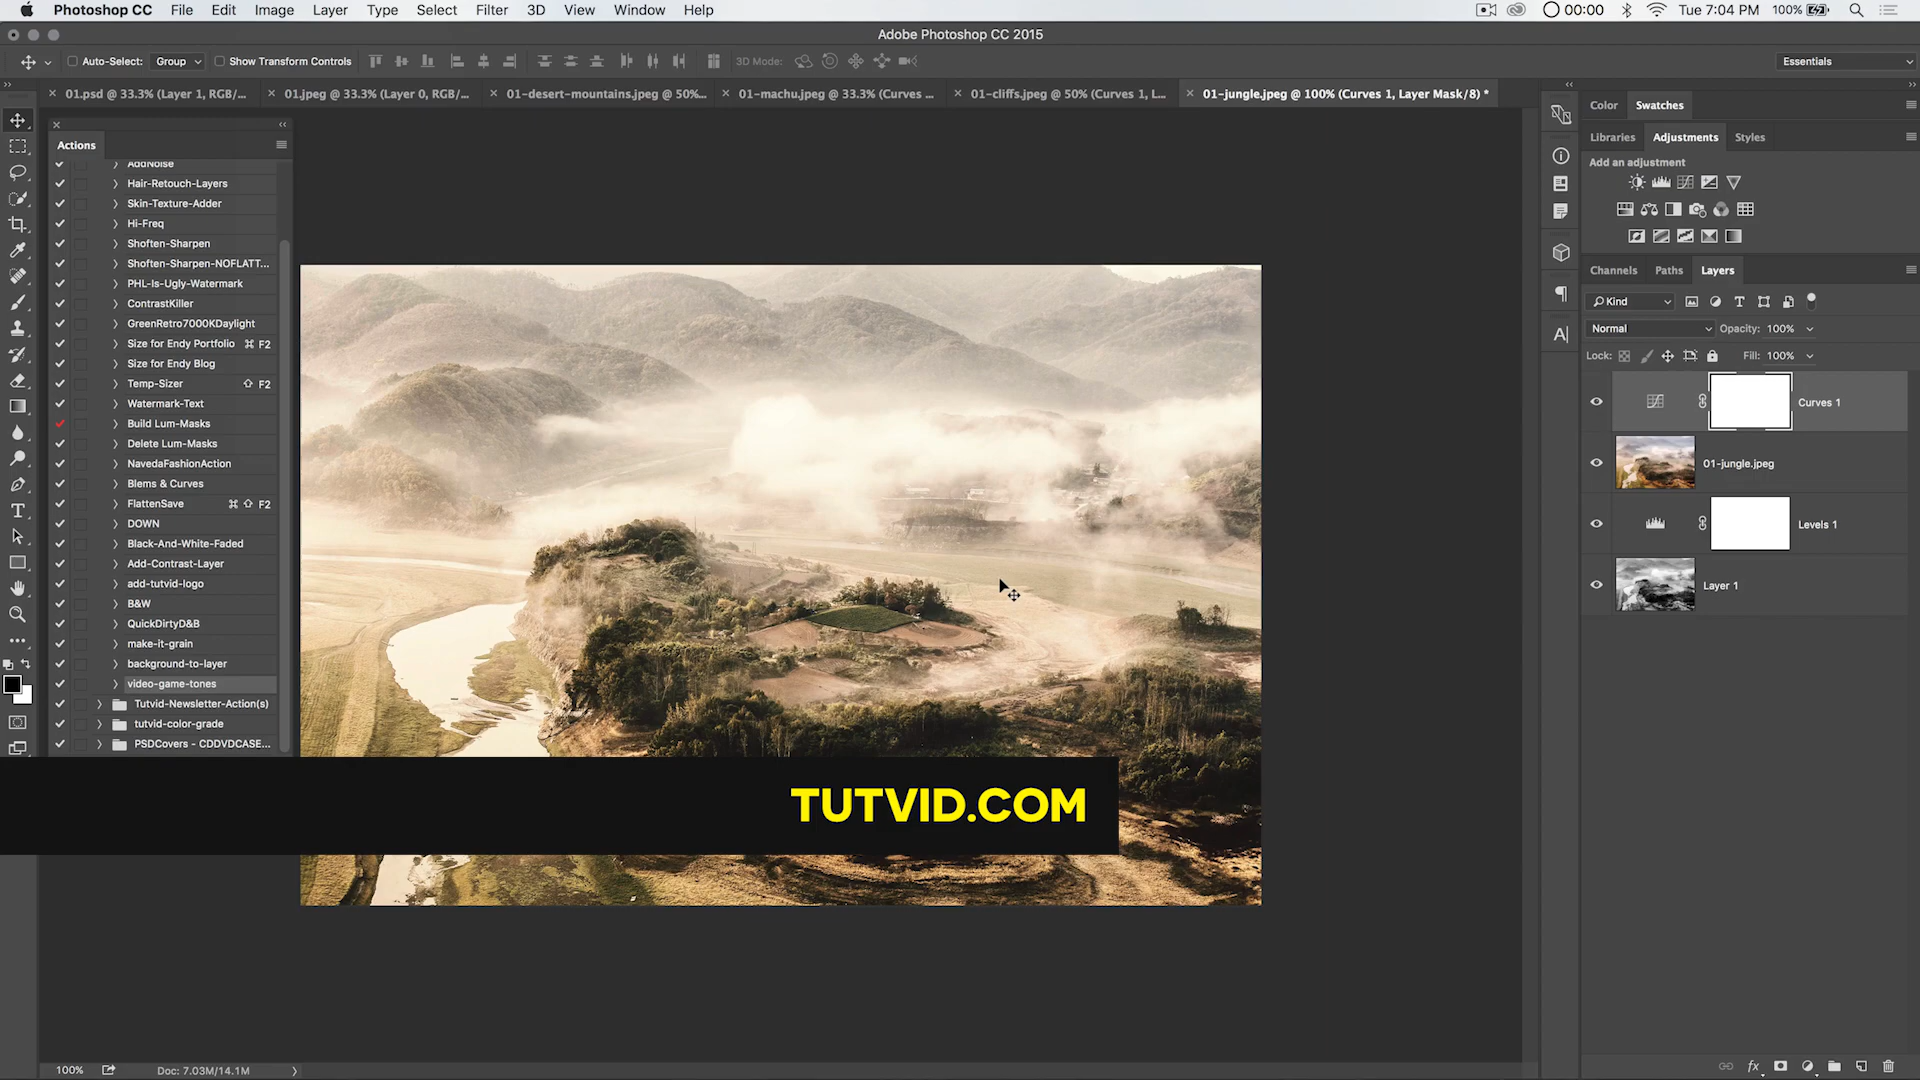 Photoshop CC File Edit Image Layer Type Select Filter 3D View Window Help 00:00 Tue 7:04 PM 100%
Adobe Photoshop CC 2015
Auto-Select: Group Show Transform Controls 3D Mode: Essentials
01.psd @ 33.3% (Layer 1, RGB/... 01.jpeg @ 33.3% (Layer 0, RGB/... 01-desert-mountains.jpeg @ 50%... 01-machu.jpeg @ 33.3% (Curves ... 01-cliffs.jpeg @ 50% (Curves 1, L... 01-jungle.jpeg @ 100% (Curves 1, Layer Mask/8) *
Actions
AddNoise
Hair-Retouch-Layers
Skin-Texture-Adder
Hi-Freq
Shoften-Sharpen
Shoften-Sharpen-NOFLATT...
PHL-Is-Ugly-Watermark
ContrastKiller
GreenRetro7000KDaylight
Size for Endy Portfolio ⌘ F2
Size for Endy Blog
Temp-Sizer ⇧ F2
Watermark-Text
Build Lum-Masks
Delete Lum-Masks
NavedaFashionAction
Blems & Curves
FlattenSave ⌘ ⇧ F2
DOWN
Black-And-White-Faded
Add-Contrast-Layer
add-tutvid-logo
B&W
QuickDirtyD&B
make-it-grain
background-to-layer
video-game-tones
Tutvid-Newsletter-Action(s)
tutvid-color-grade
PSDCovers - CDDVDCASE...
TUTVID.COM
Color Swatches
Libraries Adjustments Styles
Add an adjustment
Channels Paths Layers
Kind
Normal Opacity: 100%
Lock: Fill: 100%
Curves 1
01-jungle.jpeg
Levels 1
Layer 1
100% Doc: 7.03M/14.1M